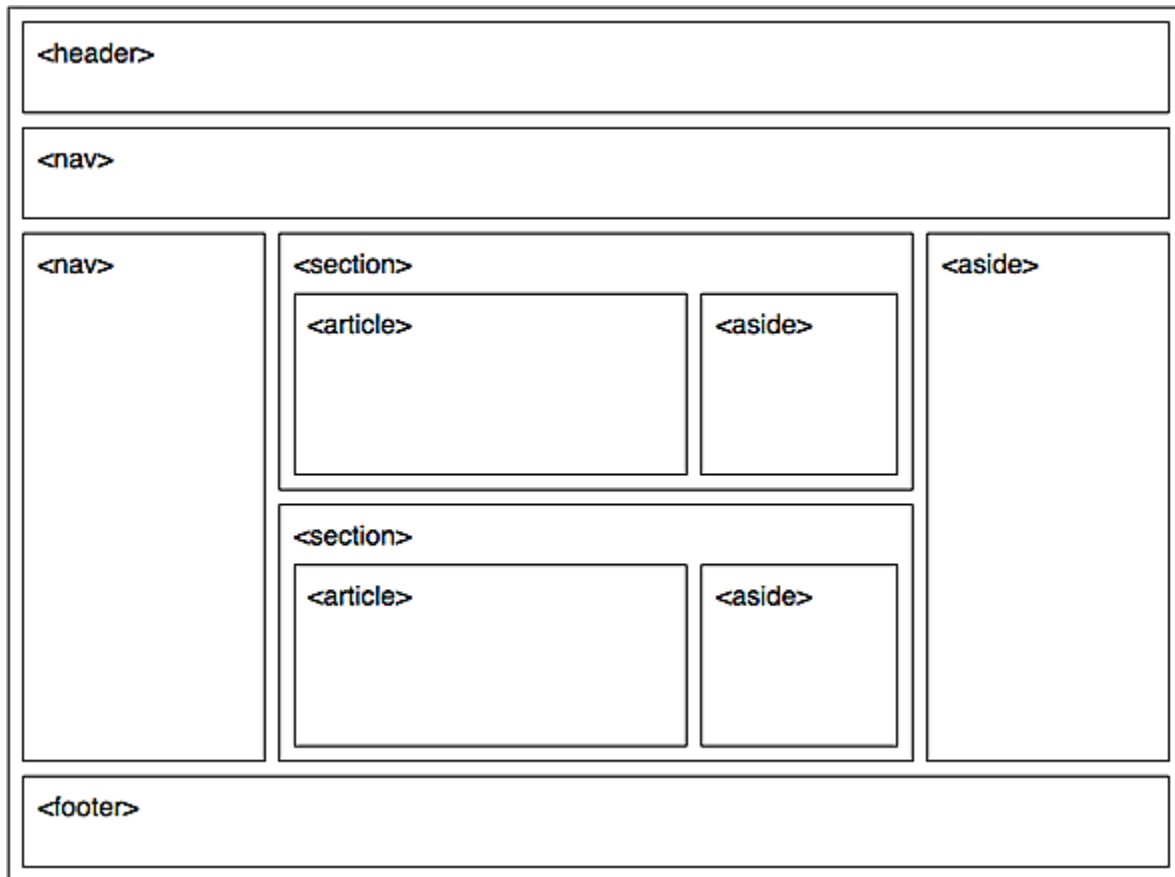 <header>
<nav>
<nav>
<section>
<article>
<aside>
<section>
<article>
<aside>
<aside>
<footer>